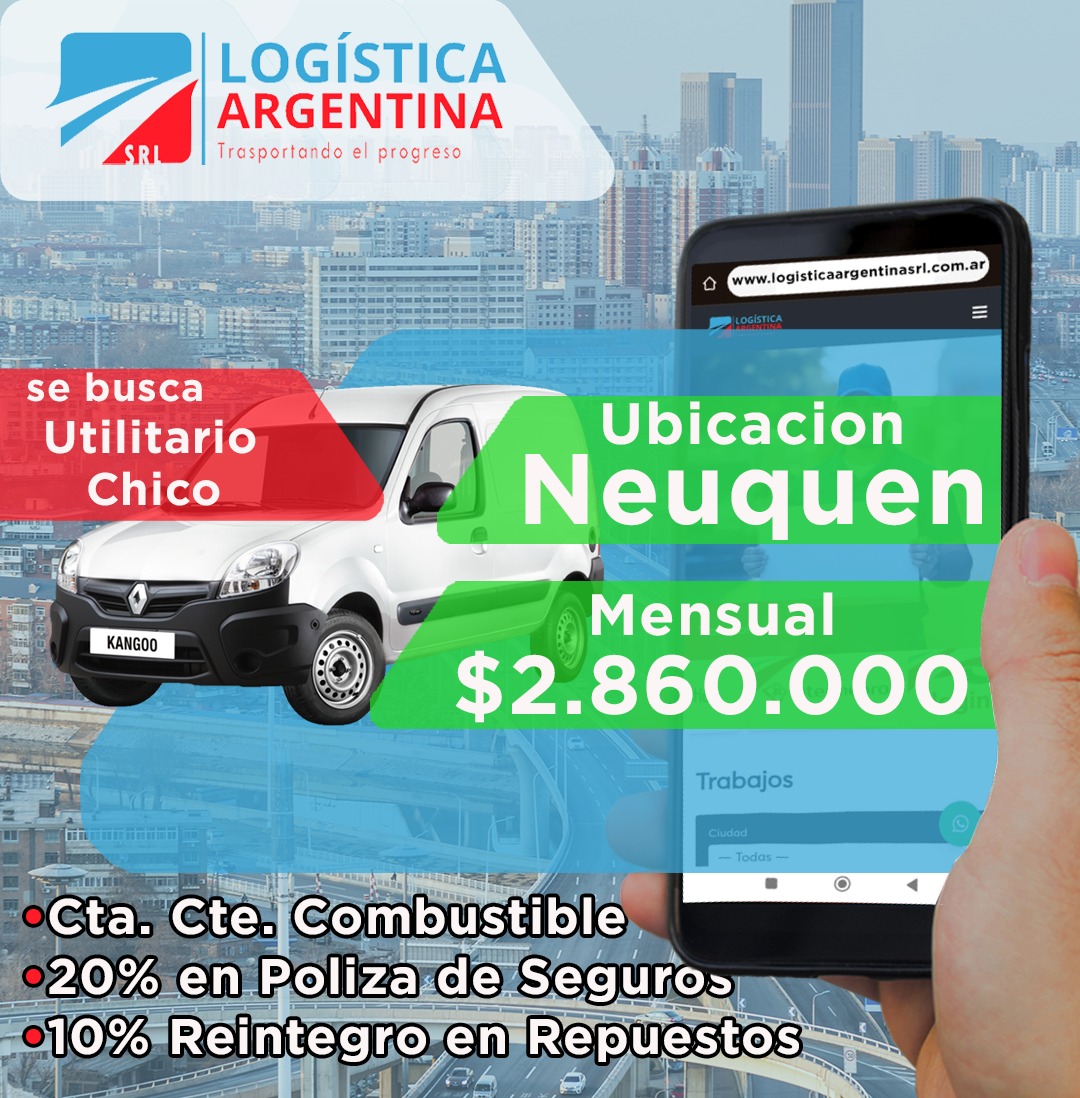 LOGÍSTICA
ARGENTINA
SRL
Trasportando el progreso
www.logisticaargentinasrl.com.ar
LOGÍSTICA
ARGENTINA
se busca
Utilitario
Chico
Ubicacion
Neuquen
KANGOO
Mensual
$2.860.000
Trabajos
Ciudad
— Todas —
•Cta. Cte. Combustible
•20% en Poliza de Seguros
•10% Reintegro en Repuestos